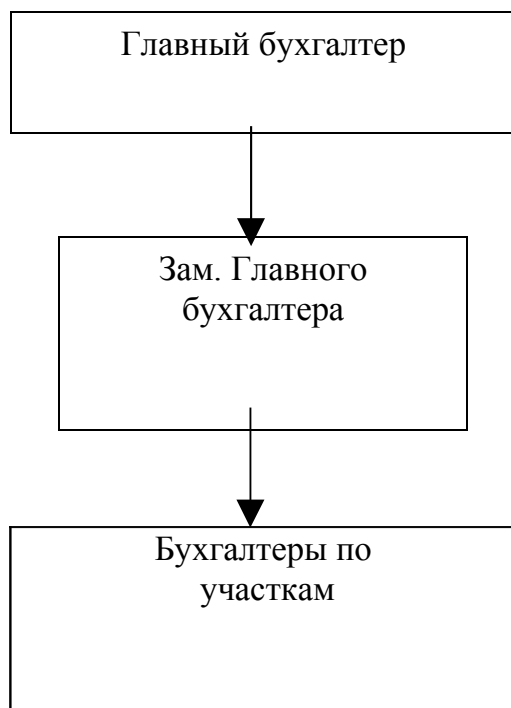 Главный бухгалтер
Зам. Главного
бухгалтера
Бухгалтеры по
участкам